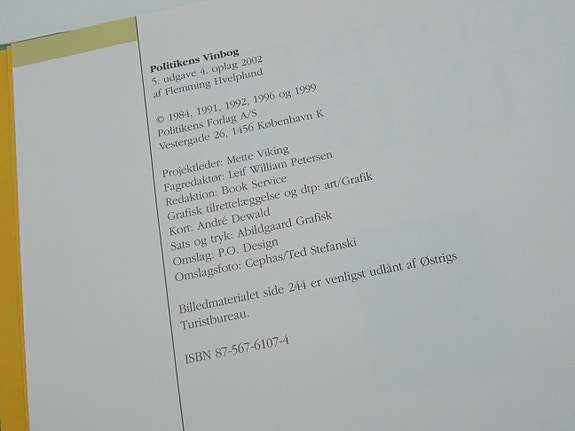 Politikens Vinbog
5. udgave 4. oplag 2002
af Flemming Hvelplund
© 1984, 1991, 1992, 1996 og 1999
Politikens Forlag A/S
Vestergade 26, 1456 København K
Projektleder: Mette Viking
Fagredaktør: Leif William Petersen
Redaktion: Book Service
Grafisk tilrettelæggelse og dtp: art/Grafik
Kort: André Dewald
Sats og tryk: Abildgaard Grafisk
Omslag: P.O. Design
Omslagsfoto: Cephas/Ted Stefanski
Billedmaterialet side 244 er venligst udlånt af Østrigs
Turistbureau.
ISBN 87-567-6107-4